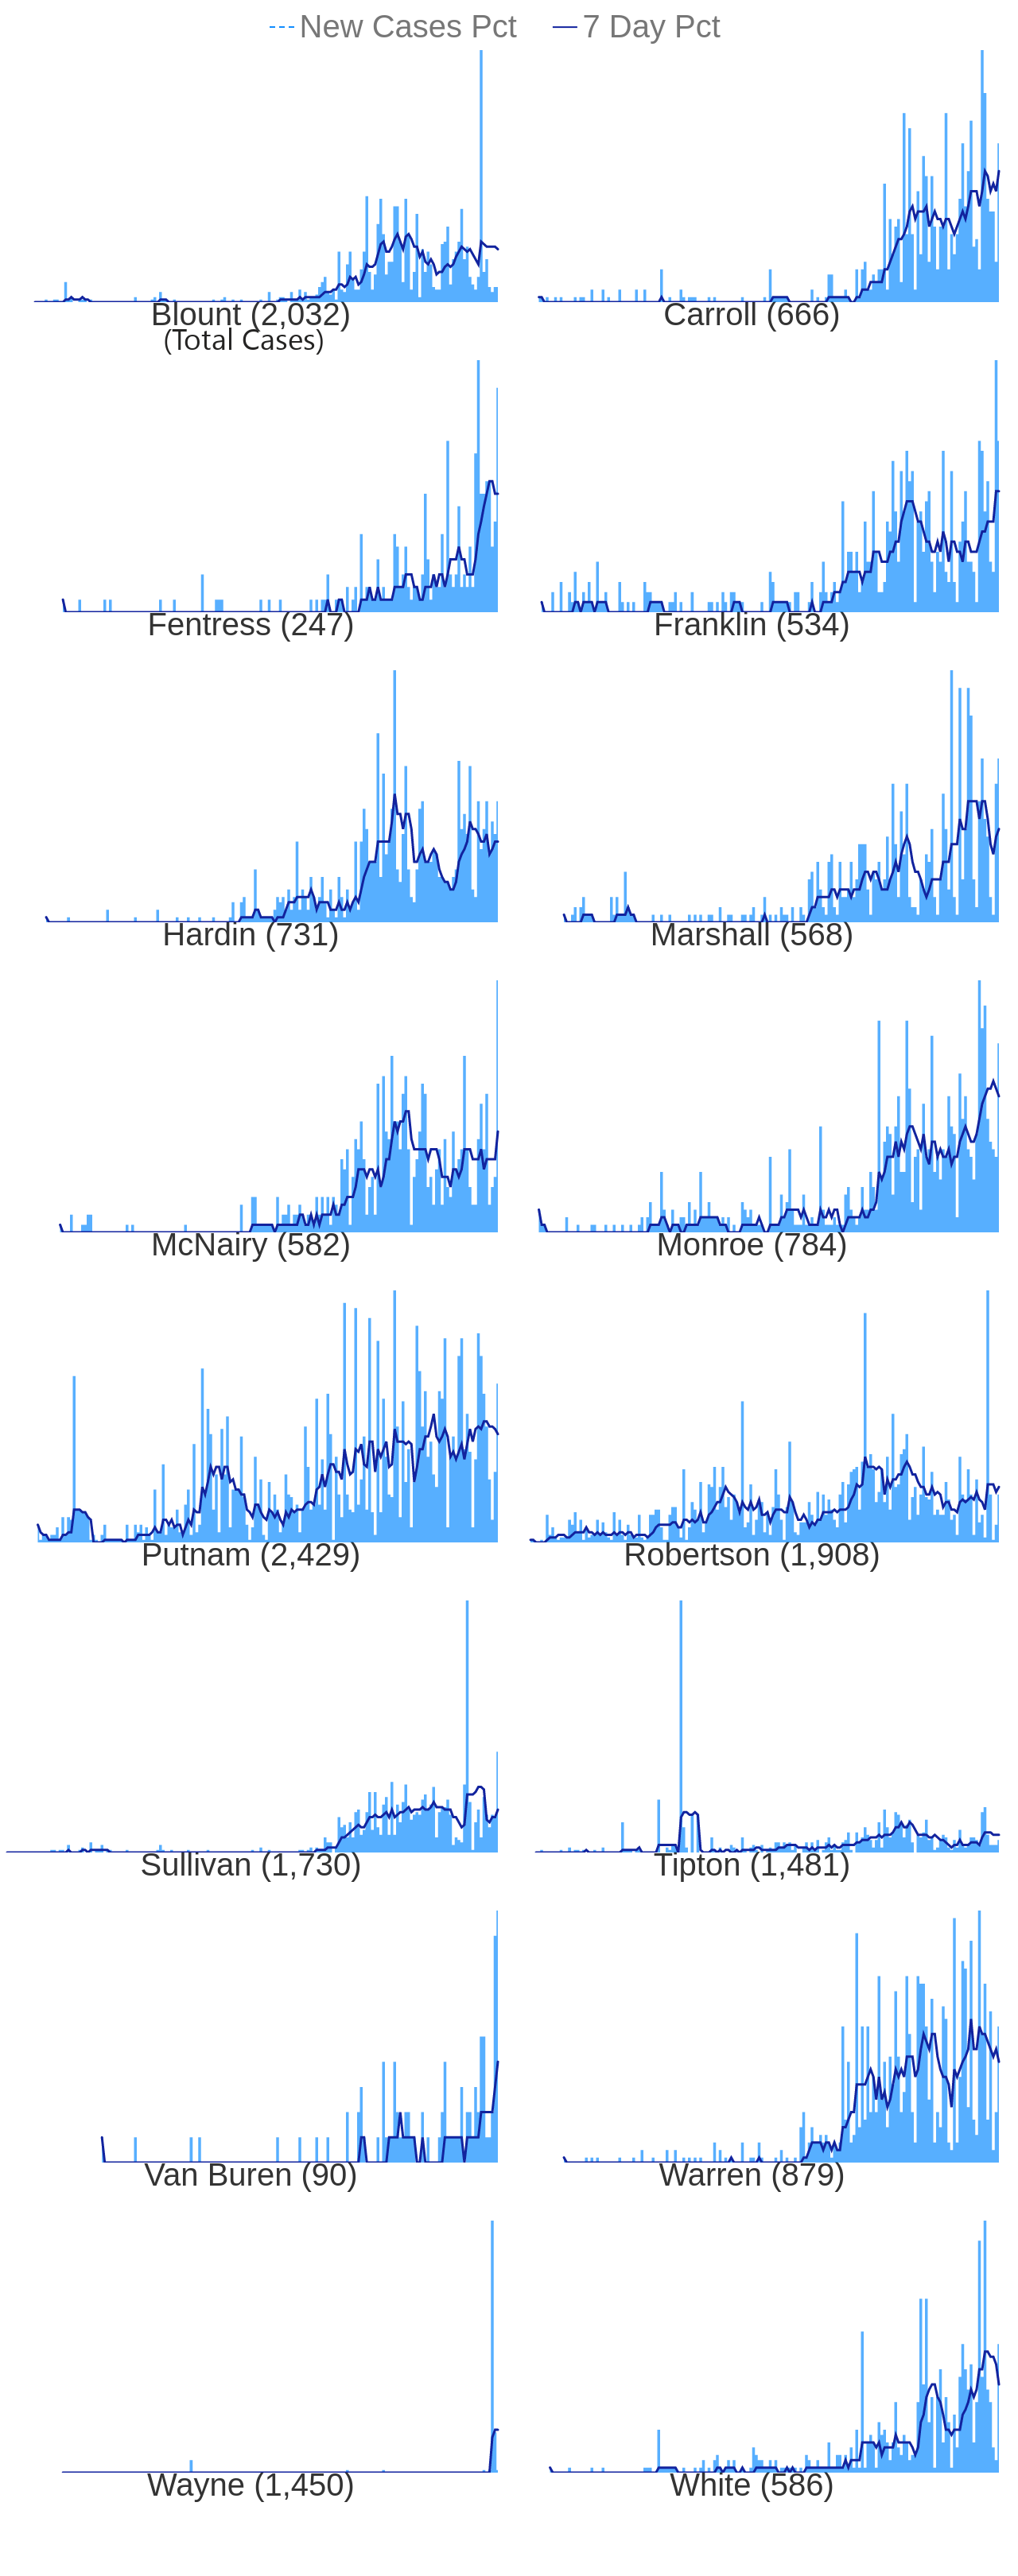 New Cases Pct 7 Day Pct
Blount (2,032) Carroll (666)
(Total Cases)
Fentress (247) Franklin (534)
Hardin (731) Marshall (568)
McNairy (582) Monroe (784)
Putnam (2,429) Robertson (1,908)
Sullivan (1,730) Tipton (1,481)
Van Buren (90) Warren (879)
Wayne (1,450) White (586)